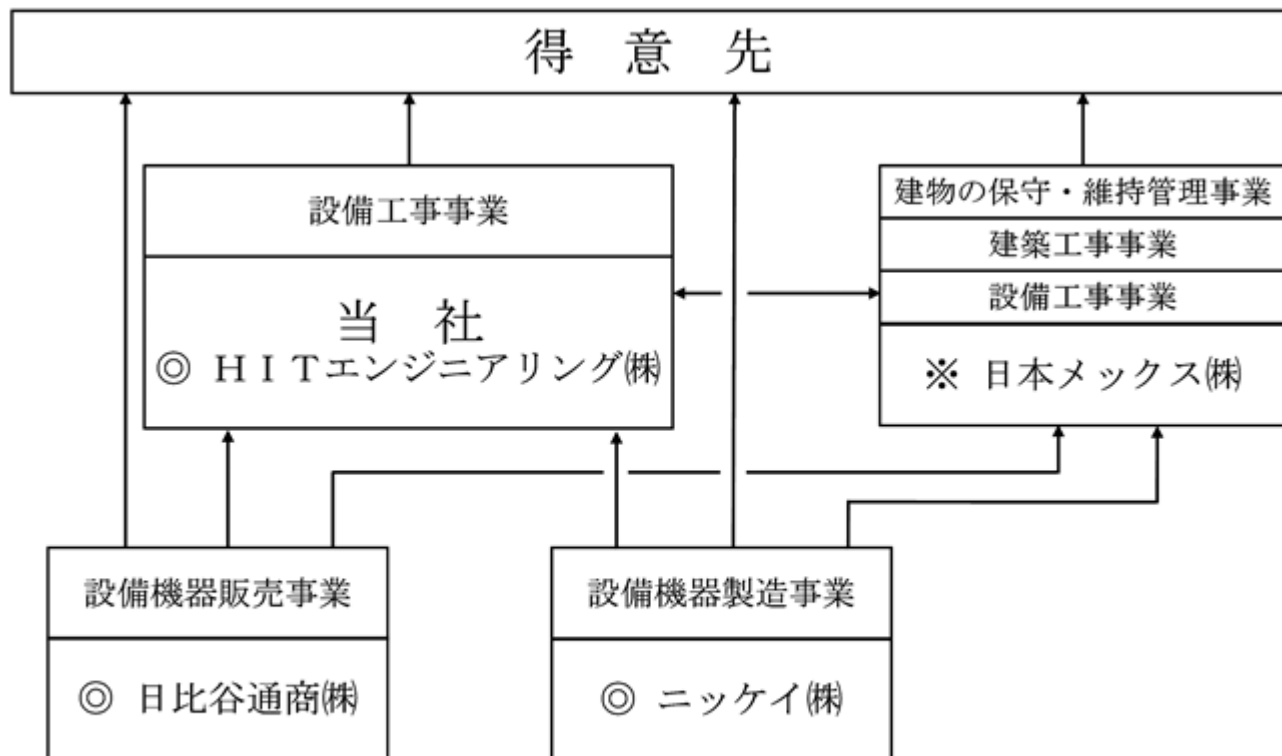 得　意　先
設備工事事業
当　社
◎ ＨＩＴエンジニアリング㈱
建物の保守・維持管理事業
建築工事事業
設備工事事業
※ 日本メックス㈱
設備機器販売事業
◎ 日比谷通商㈱
設備機器製造事業
◎ ニッケイ㈱